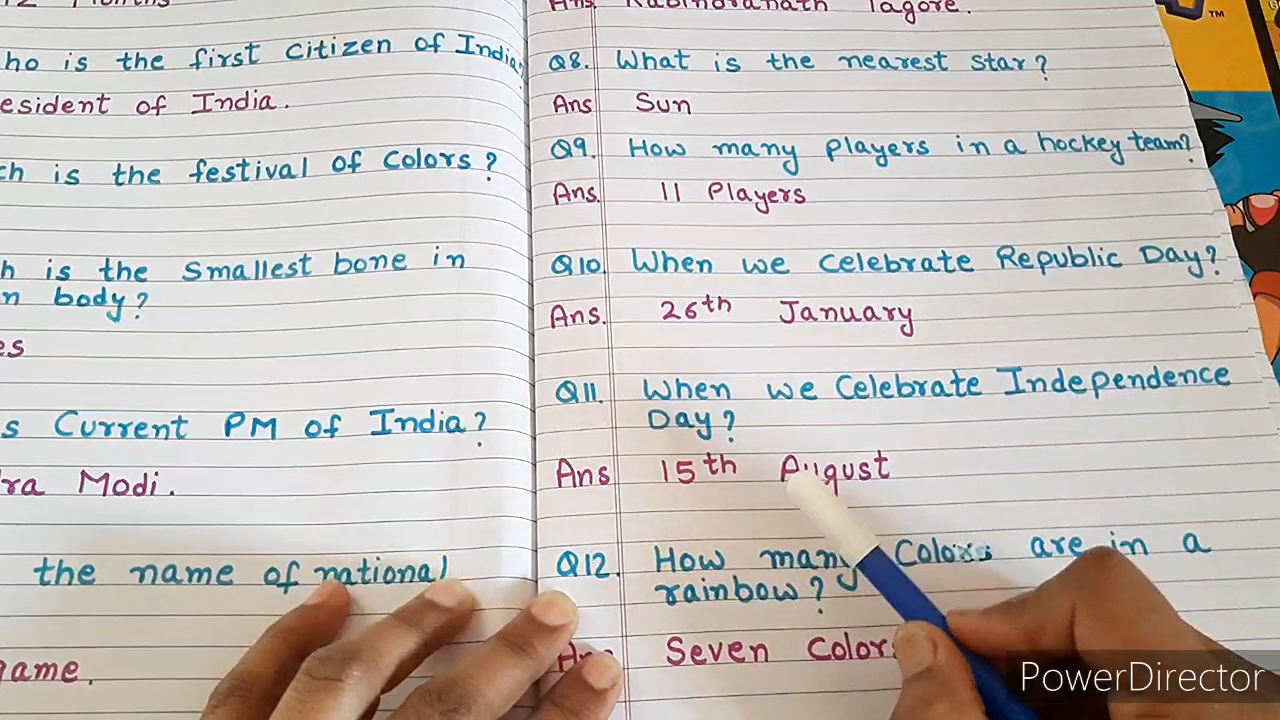 Months
ho is the first Citizen of India
esident of India.
ch is the festival of Colors?
h is the Smallest bone in
n body?
es
s Current PM of India?
ra Modi.
the name of national
game.
Ans. Rabindranath Tagore.
Q8. What is the nearest Star?
Ans Sun
Q9. How many players in a hockey team?
Ans. 11 Players
Q10. When we Celebrate Republic Day?
Ans. 26th January
Q11. When we Celebrate Independence
Day?
Ans 15th August
Q12. How many Colors are in a
rainbow?
Ans Seven Colors
PowerDirector
TM